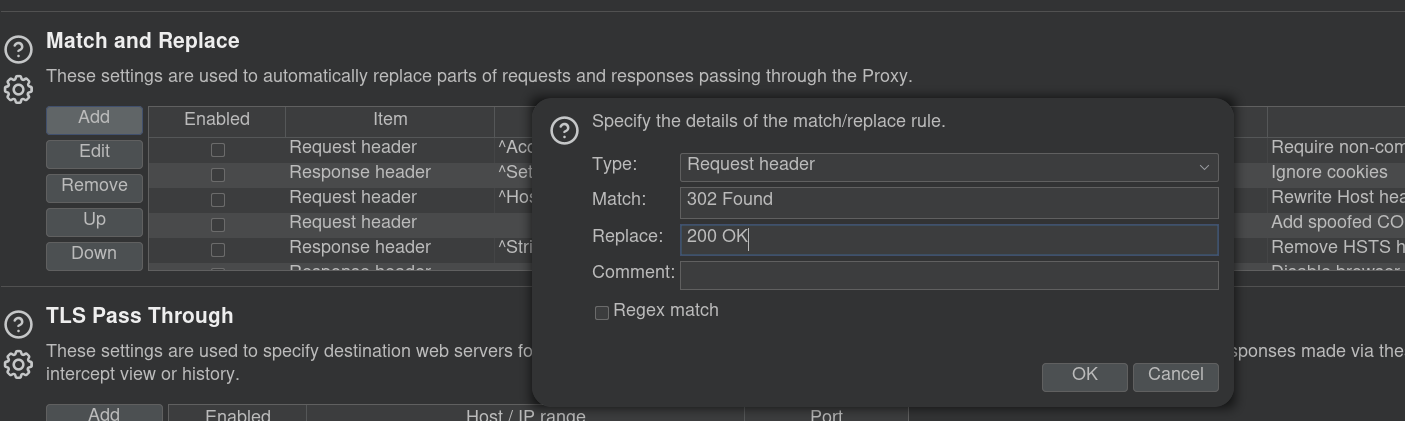 Match and Replace
These settings are used to automatically replace parts of requests and responses passing through the Proxy.
Add
Edit
Remove
Up
Down
Enabled
Item
Request header
^Acc
Require non-com
Response header
^Set
Ignore cookies
Request header
^Hos
Rewrite Host hea
Request header
Add spoofed CO
Response header
^Stri
Remove HSTS h
Response header
Disable browser
Specify the details of the match/replace rule.
Type:
Request header
Match:
302 Found
Replace:
200 OK
Comment:
Regex match
OK
Cancel
TLS Pass Through
These settings are used to specify destination web servers fo
sponses made via the
intercept view or history.
Add
Enabled
Host / IP range
Port